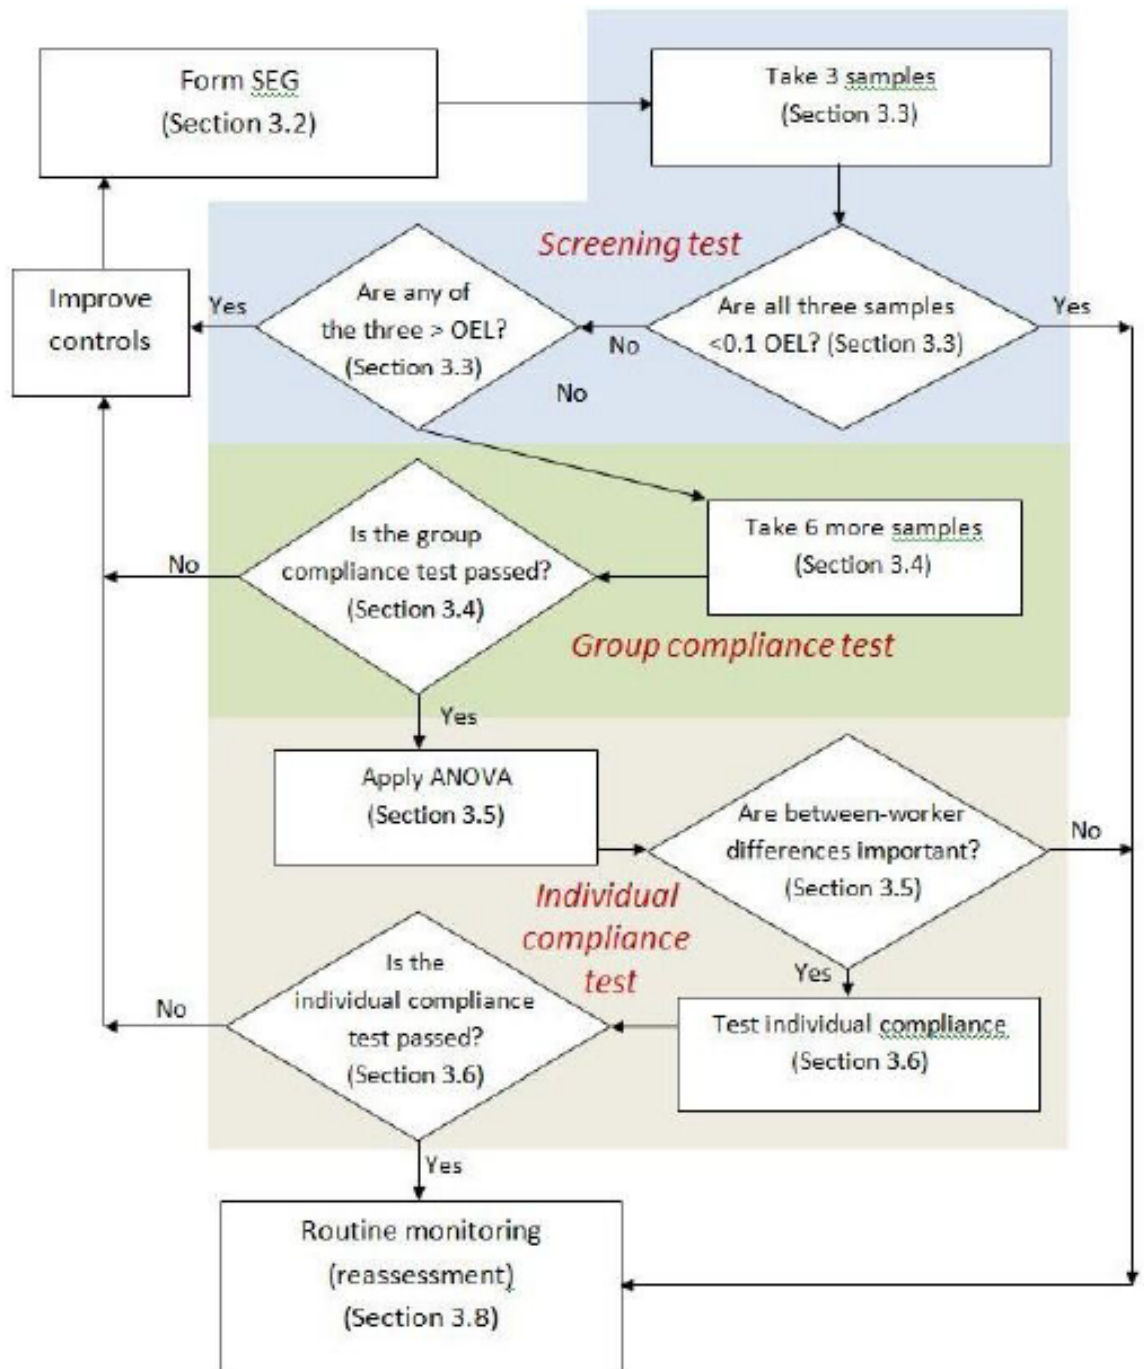 Form SEG
(Section 3.2)
Take 3 samples
(Section 3.3)
Screening test
Improve
controls
Yes
Are any of
the three > OEL?
(Section 3.3)
No
Are all three samples
<0.1 OEL? (Section 3.3)
Yes
No
Is the group
compliance test passed?
(Section 3.4)
No
Take 6 more samples
(Section 3.4)
Group compliance test
Yes
Apply ANOVA
(Section 3.5)
Are between-worker
differences important?
(Section 3.5)
No
Individual
compliance
test
Yes
Is the
individual compliance
test passed?
(Section 3.6)
No
Test individual compliance
(Section 3.6)
Yes
Routine monitoring
(reassessment)
(Section 3.8)